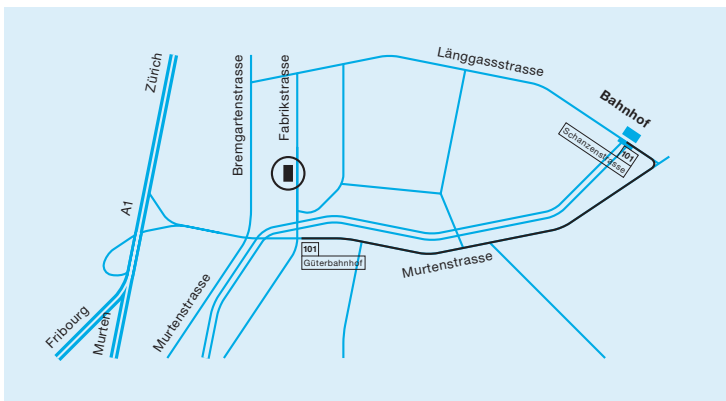 Zürich
A1
Fribourg
Murten
Murtenstrasse
Bremgartenstrasse
Fabrikstrasse
Länggassstrasse
Bahnhof
Schanzenstrasse
101
101
Güterbahnhof
Murtenstrasse